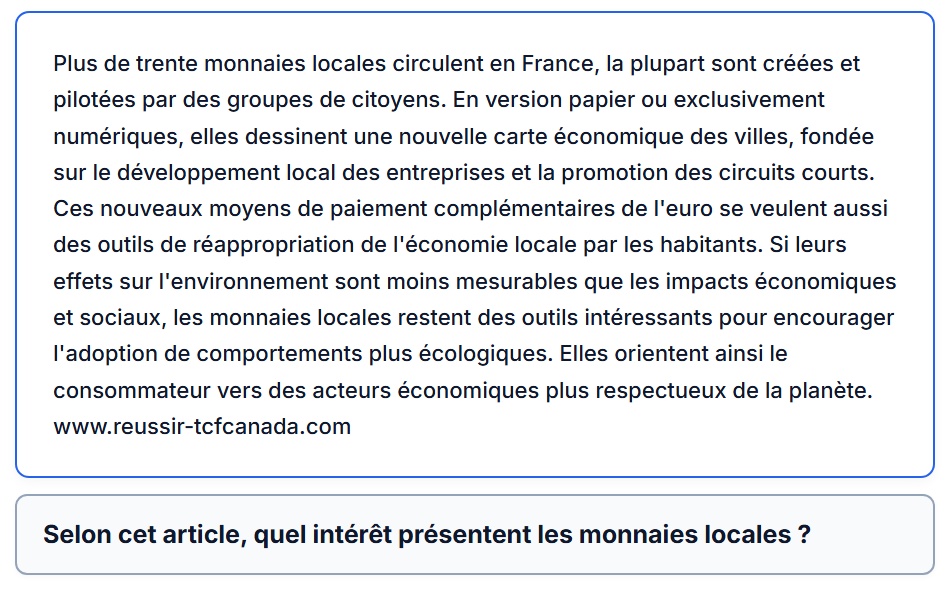 Plus de trente monnaies locales circulent en France, la plupart sont créées et
pilotées par des groupes de citoyens. En version papier ou exclusivement
numériques, elles dessinent une nouvelle carte économique des villes, fondée
sur le développement local des entreprises et la promotion des circuits courts.
Ces nouveaux moyens de paiement complémentaires de l'euro se veulent aussi
des outils de réappropriation de l'économie locale par les habitants. Si leurs
effets sur l'environnement sont moins mesurables que les impacts économiques
et sociaux, les monnaies locales restent des outils intéressants pour encourager
l'adoption de comportements plus écologiques. Elles orientent ainsi le
consommateur vers des acteurs économiques plus respectueux de la planète.
www.reussir-tcfcanada.com
Selon cet article, quel intérêt présentent les monnaies locales ?